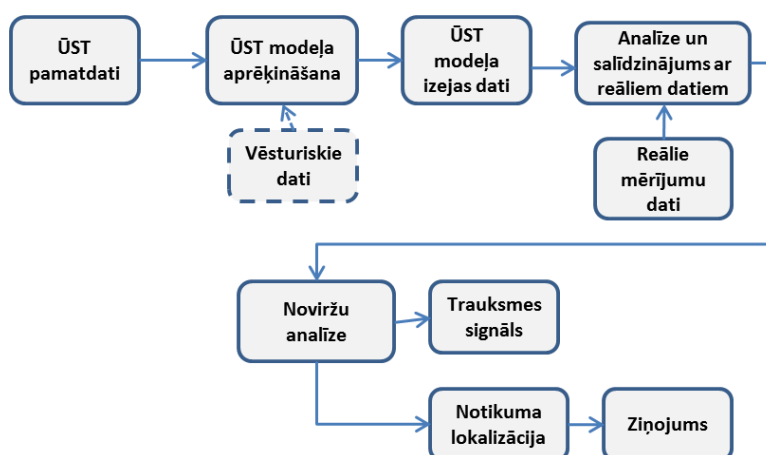 ŪST
pamatdati
ŪST modeļa
aprēķināšana
ŪST
modeļa
izejas dati
Analīze un
salīdzinājums ar
reāliem datiem
Vēsturiskie
dati
Reālie
mērījumu
dati
Noviržu
analīze
Trauksmes
signāls
Notikuma
lokalizācija
Ziņojums